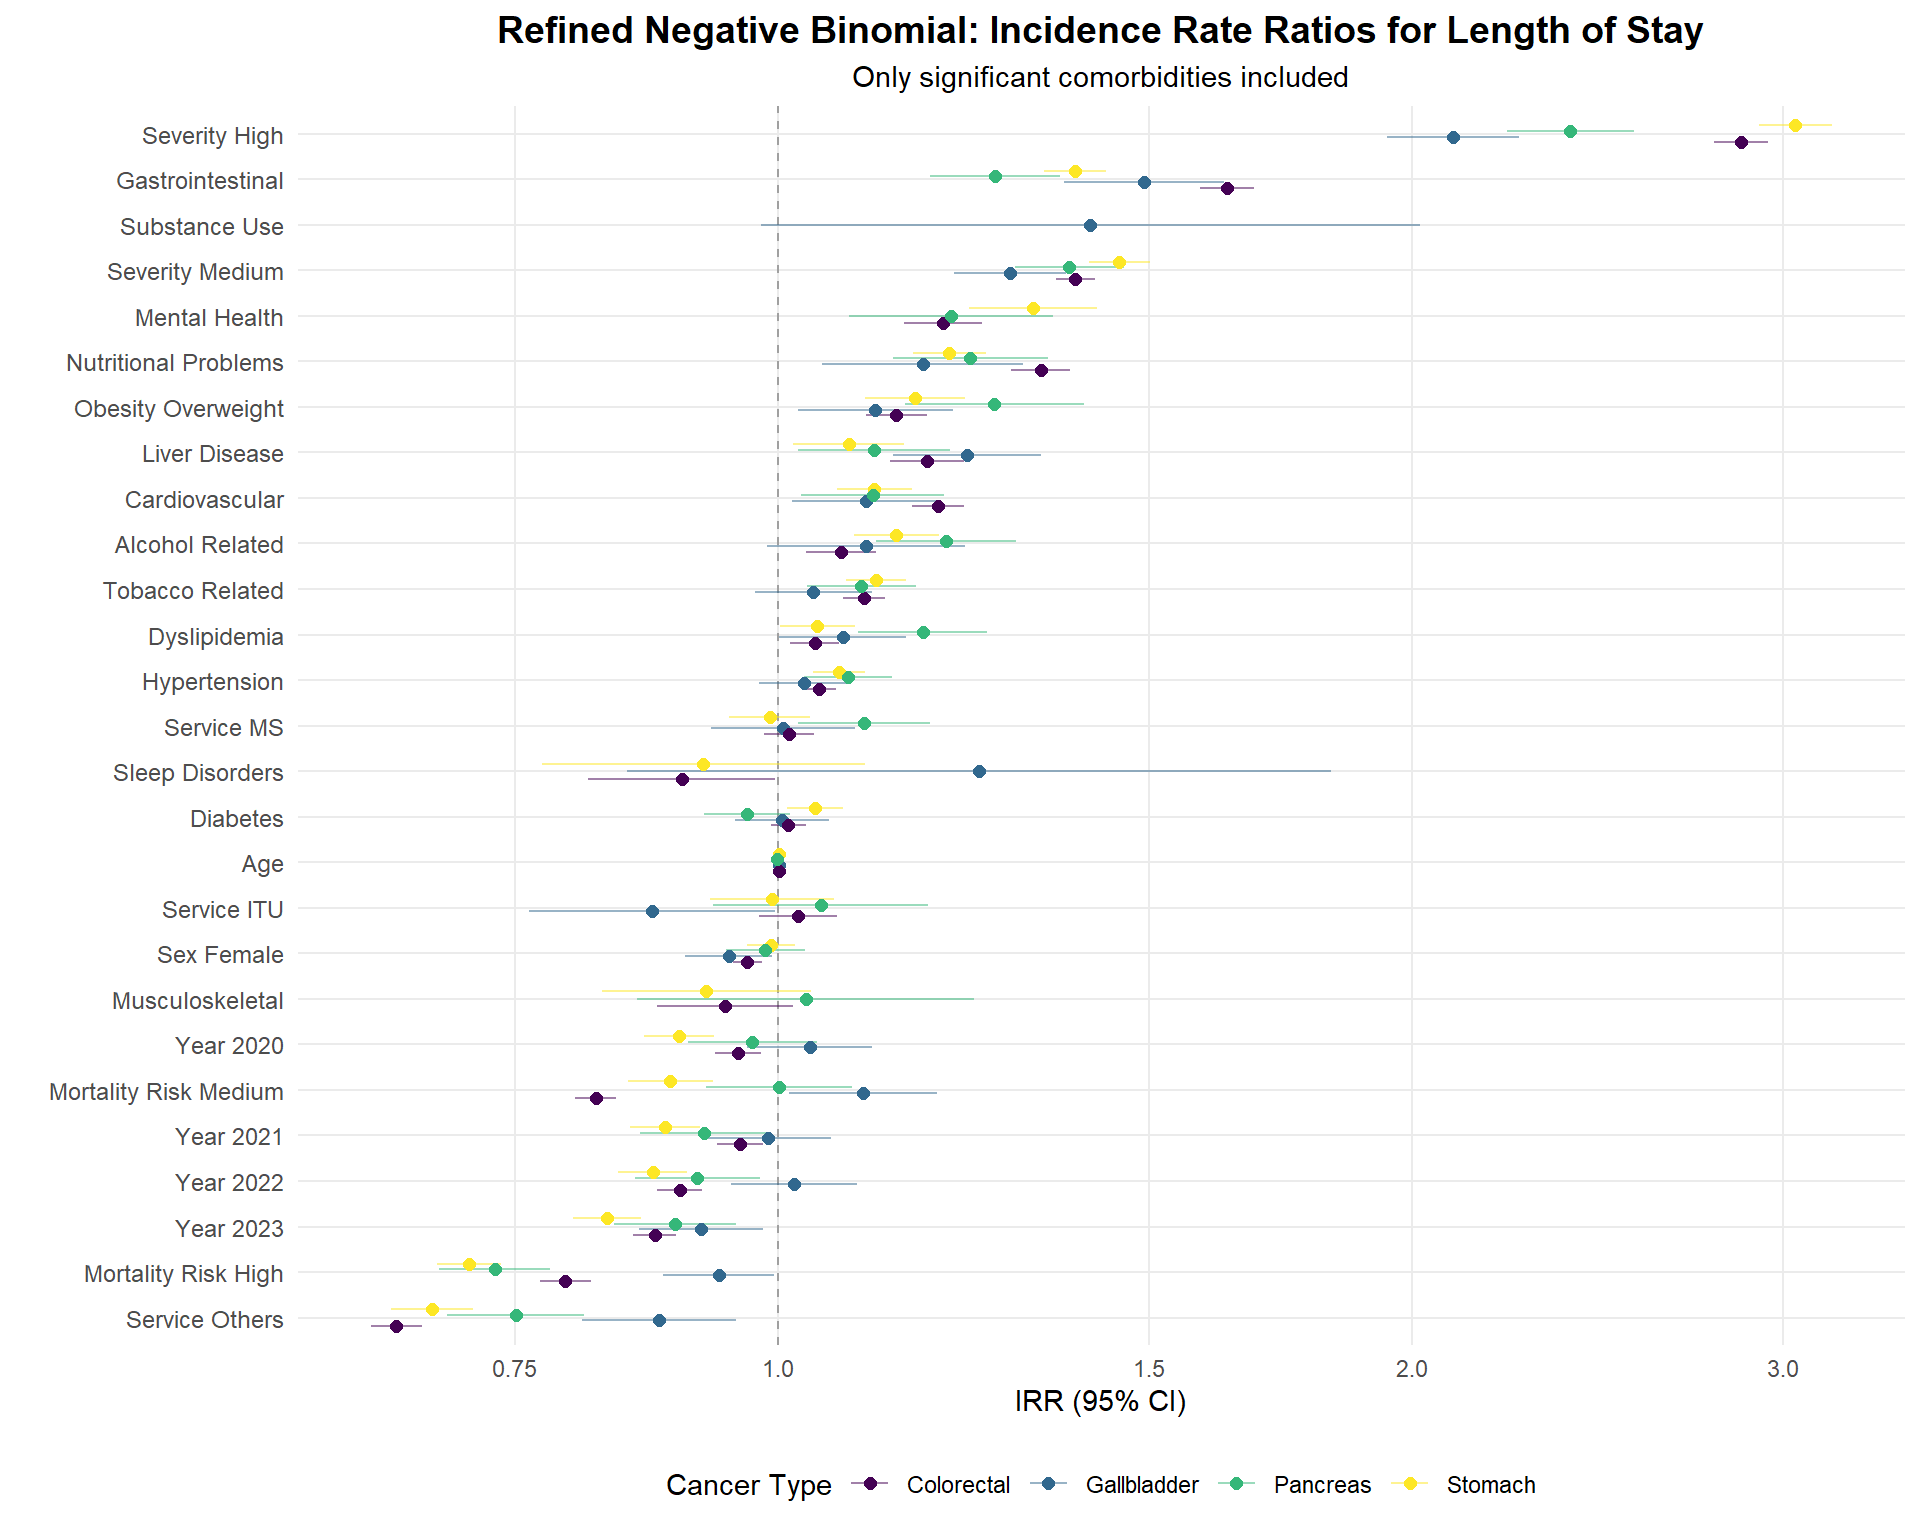 Refined Negative Binomial: Incidence Rate Ratios for Length of Stay
Only significant comorbidities included
Severity High
Gastrointestinal
Substance Use
Severity Medium
Mental Health
Nutritional Problems
Obesity Overweight
Liver Disease
Cardiovascular
Alcohol Related
Tobacco Related
Dyslipidemia
Hypertension
Service MS
Sleep Disorders
Diabetes
Age
Service ITU
Sex Female
Musculoskeletal
Year 2020
Mortality Risk Medium
Year 2021
Year 2022
Year 2023
Mortality Risk High
Service Others
0.75 1.0 1.5 2.0 3.0
IRR (95% CI)
Cancer Type Colorectal Gallbladder Pancreas Stomach